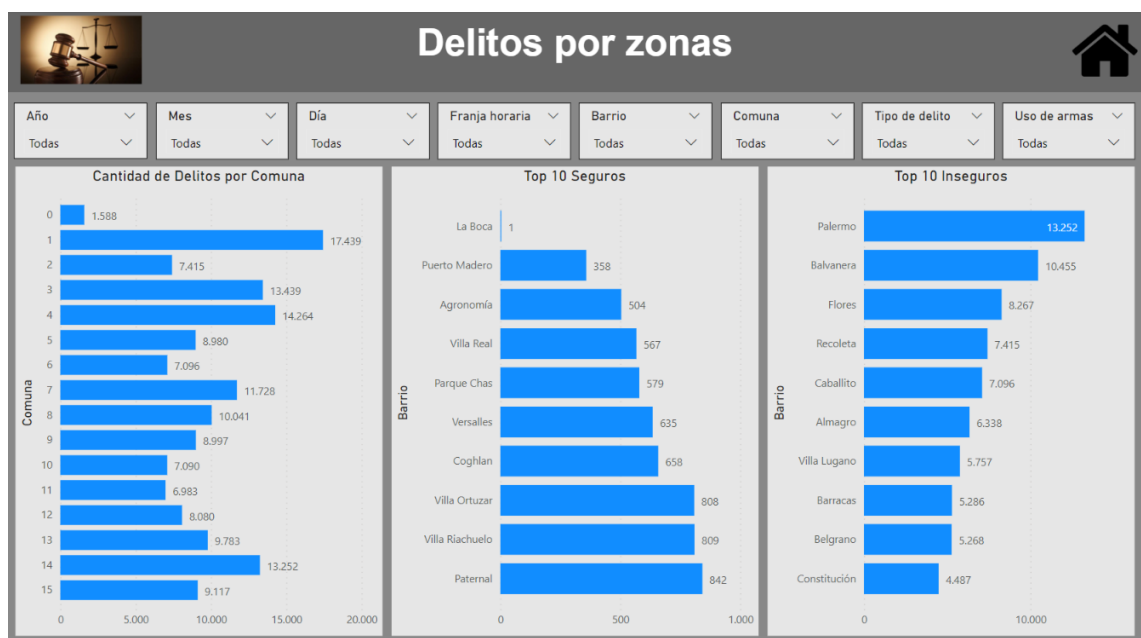 Delitos por zonas
Año
Todas
Mes
Todas
Día
Todas
Franja horaria
Todas
Barrio
Todas
Comuna
Todas
Tipo de delito
Todas
Uso de armas
Todas
Cantidad de Delitos por Comuna
Comuna
0 1.588
1 17.439
2 7.415
3 13.439
4 14.264
5 8.980
6 7.096
7 11.728
8 10.041
9 8.997
10 7.090
11 6.983
12 8.080
13 9.783
14 13.252
15 9.117
0 5.000 10.000 15.000 20.000
Top 10 Seguros
Barrio
La Boca 1
Puerto Madero 358
Agronomía 504
Villa Real 567
Parque Chas 579
Versalles 635
Coghlan 658
Villa Ortuzar 808
Villa Riachuelo 809
Paternal 842
0 500 1.000
Top 10 Inseguros
Barrio
Palermo 13.252
Balvanera 10.455
Flores 8.267
Recoleta 7.415
Caballito 7.096
Almagro 6.338
Villa Lugano 5.757
Barracas 5.286
Belgrano 5.268
Constitución 4.487
0 10.000